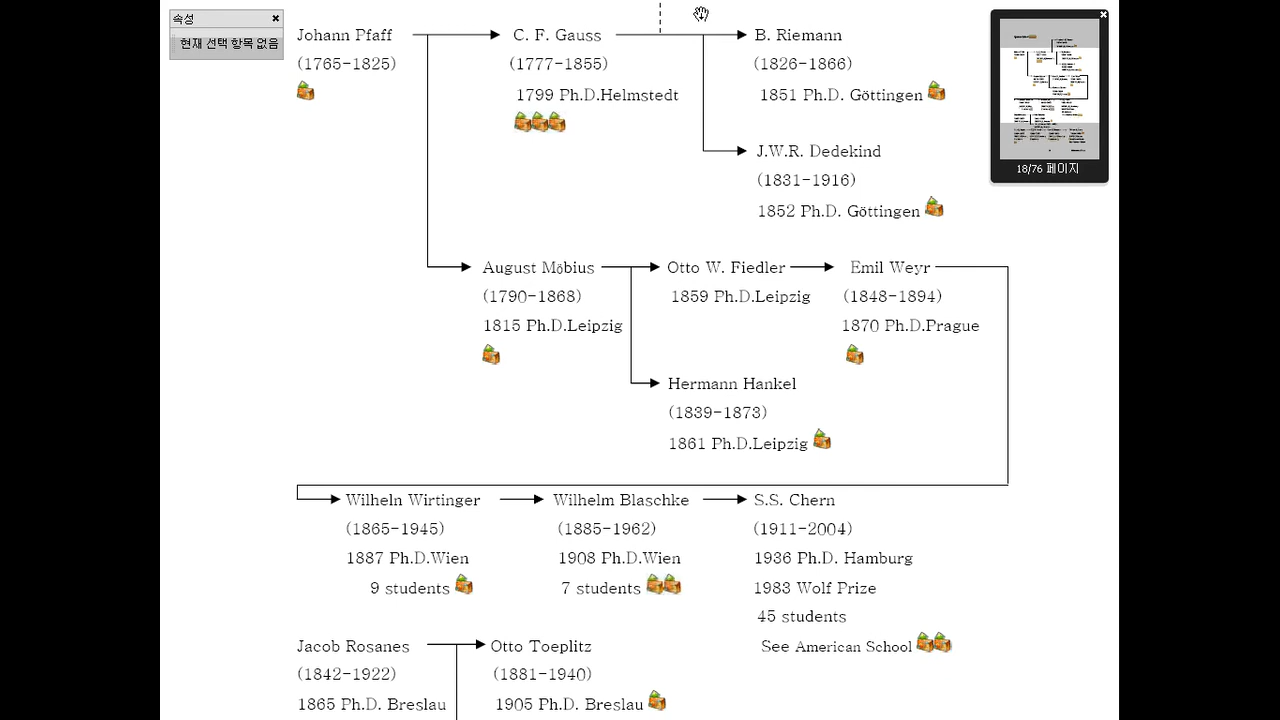 속성
현재 선택 항목 없음
Johann Pfaff
(1765-1825)
C. F. Gauss
(1777-1855)
1799 Ph.D.Helmstedt
B. Riemann
(1826-1866)
1851 Ph.D. Göttingen
J.W.R. Dedekind
(1831-1916)
1852 Ph.D. Göttingen
18/76 페이지
August Möbius
(1790-1868)
1815 Ph.D.Leipzig
Otto W. Fiedler
1859 Ph.D.Leipzig
Emil Weyr
(1848-1894)
1870 Ph.D.Prague
Hermann Hankel
(1839-1873)
1861 Ph.D.Leipzig
Wilheln Wirtinger
(1865-1945)
1887 Ph.D.Wien
9 students
Wilhelm Blaschke
(1885-1962)
1908 Ph.D.Wien
7 students
S.S. Chern
(1911-2004)
1936 Ph.D. Hamburg
1983 Wolf Prize
45 students
See American School
Jacob Rosanes
(1842-1922)
1865 Ph.D. Breslau
Otto Toeplitz
(1881-1940)
1905 Ph.D. Breslau